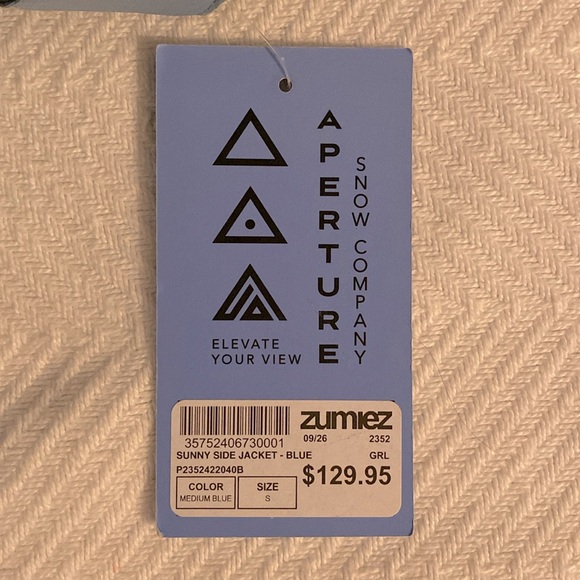 APERTURE
SNOW COMPANY
ELEVATE
YOUR VIEW
zumiez
35752406730001
09/26 2352
SUNNY SIDE JACKET - BLUE GRL
P2352422040B
$129.95
COLOR
MEDIUM BLUE
SIZE
S